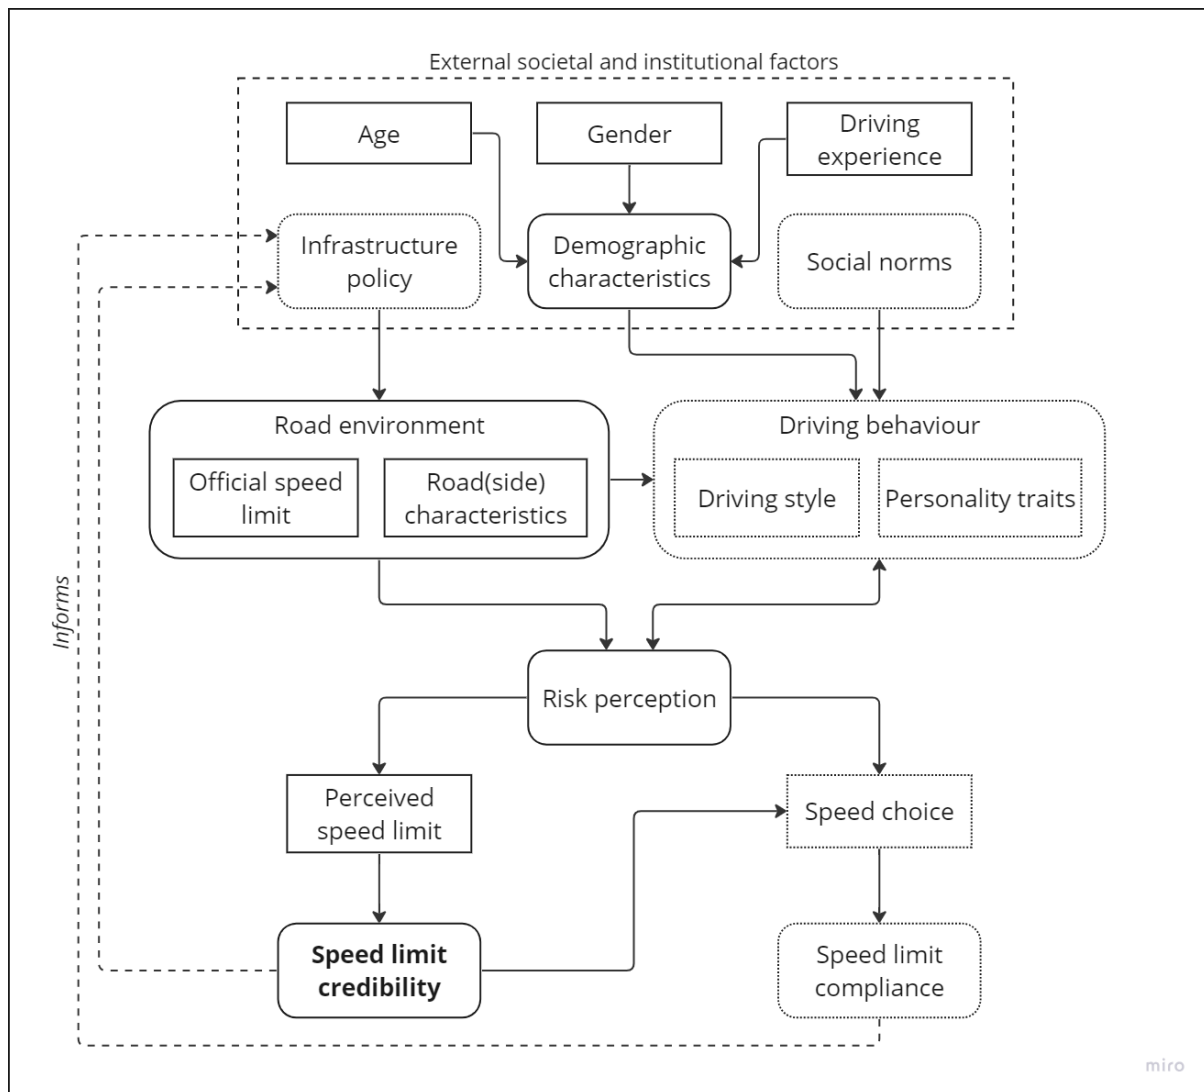 External societal and institutional factors
Age
Gender
Driving
experience
Infrastructure
policy
Demographic
characteristics
Social norms
Road environment
Official speed
limit
Road(side)
characteristics
Driving behaviour
Driving style
Personality traits
Informs
Risk perception
Perceived
speed limit
Speed choice
Speed limit
credibility
Speed limit
compliance
miro